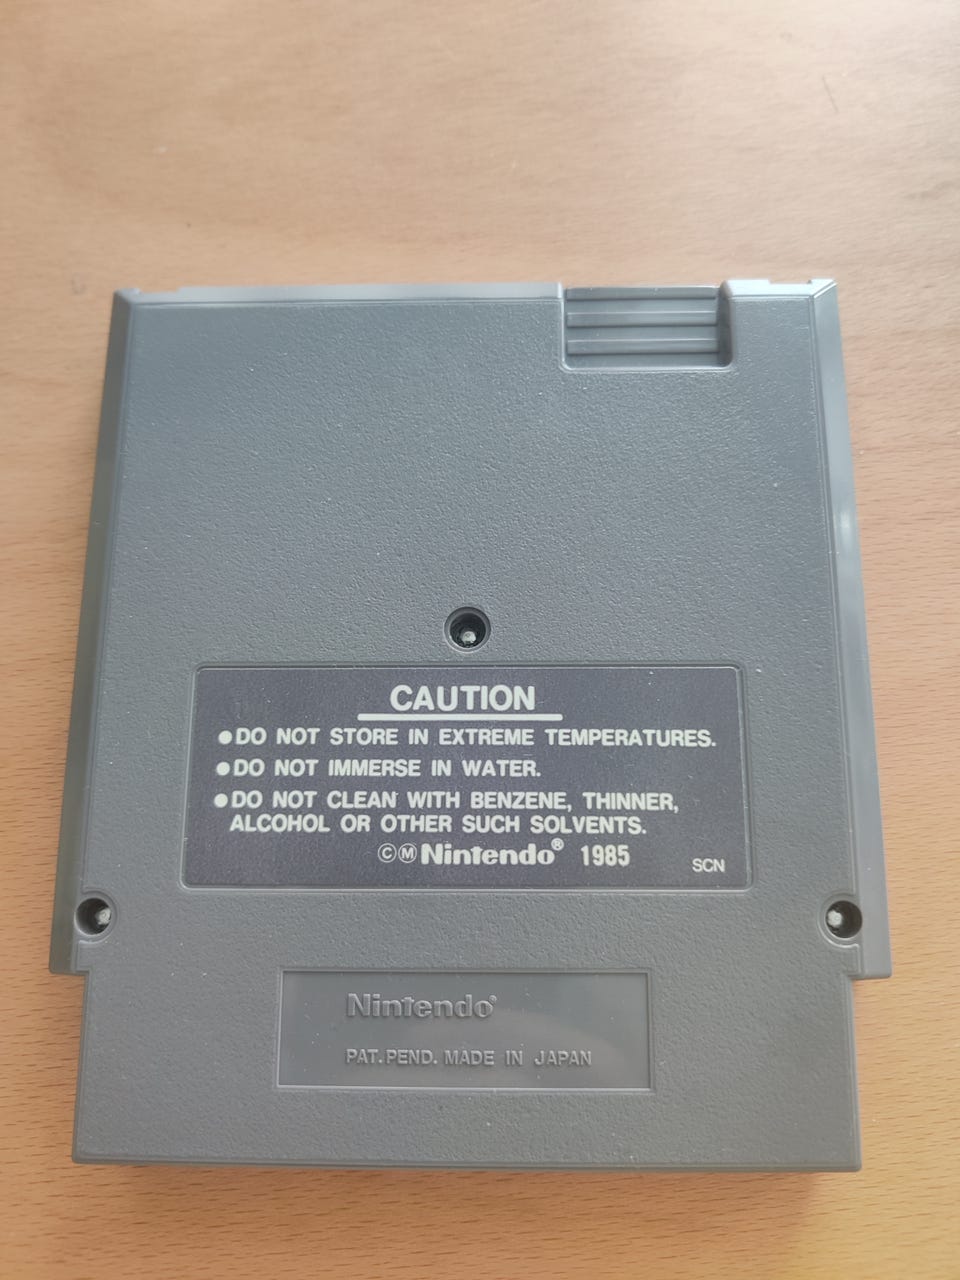 CAUTION
●DO NOT STORE IN EXTREME TEMPERATURES.
●DO NOT IMMERSE IN WATER.
●DO NOT CLEAN WITH BENZENE, THINNER,
ALCOHOL OR OTHER SUCH SOLVENTS.
ⒸⓂNintendo® 1985
SCN
Nintendo®
PAT. PEND. MADE IN JAPAN